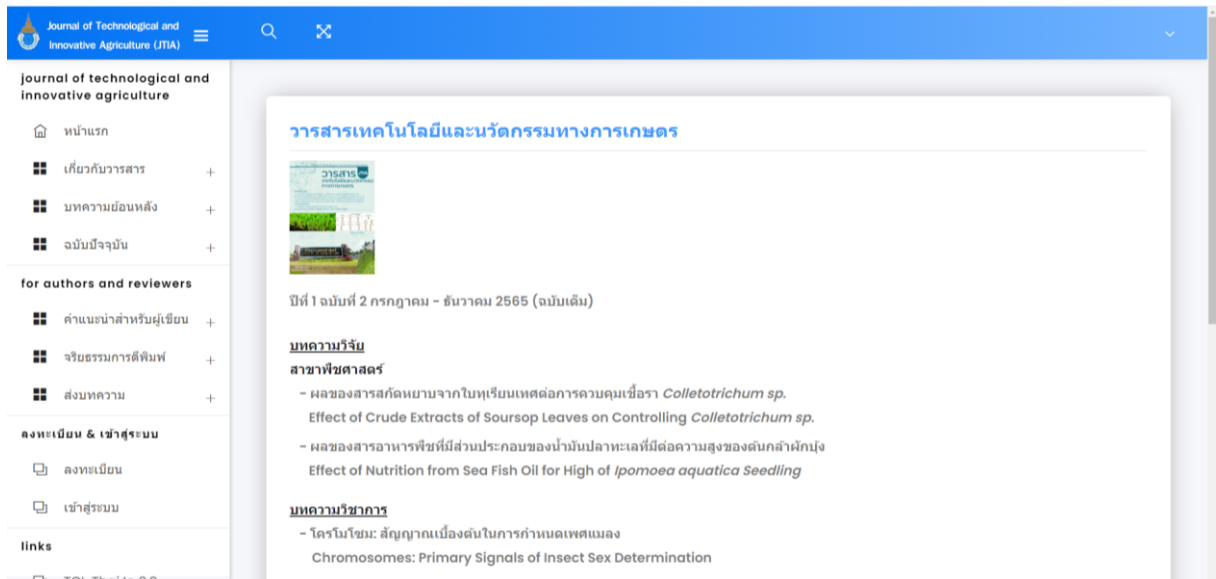 Journal of Technological and
Innovative Agriculture (JTIA)
journal of technological and
innovative agriculture
หน้าแรก
เกี่ยวกับวารสาร
บทความย้อนหลัง
ฉบับปัจจุบัน
for authors and reviewers
คำแนะนำสำหรับผู้เขียน
จริยธรรมการตีพิมพ์
ส่งบทความ
ลงทะเบียน & เข้าสู่ระบบ
ลงทะเบียน
เข้าสู่ระบบ
links
วารสารเทคโนโลยีและนวัตกรรมทางการเกษตร
วารสาร
ปีที่ 1 ฉบับที่ 2 กรกฎาคม - ธันวาคม 2565 (ฉบับเต็ม)
บทความวิจัย
สาขาพืชศาสตร์
- ผลของสารสกัดหยาบจากใบทุเรียนเทศต่อการควบคุมเชื้อรา Colletotrichum sp.
Effect of Crude Extracts of Soursop Leaves on Controlling Colletotrichum sp.
- ผลของสารอาหารพืชที่มีส่วนประกอบของน้ำมันปลาทะเลที่มีต่อความสูงของต้นกล้าผักบุ้ง
Effect of Nutrition from Sea Fish Oil for High of Ipomoea aquatica Seedling
บทความวิชาการ
- โครโมโซม: สัญญาณเบื้องต้นในการกำหนดเพศแมลง
Chromosomes: Primary Signals of Insect Sex Determination